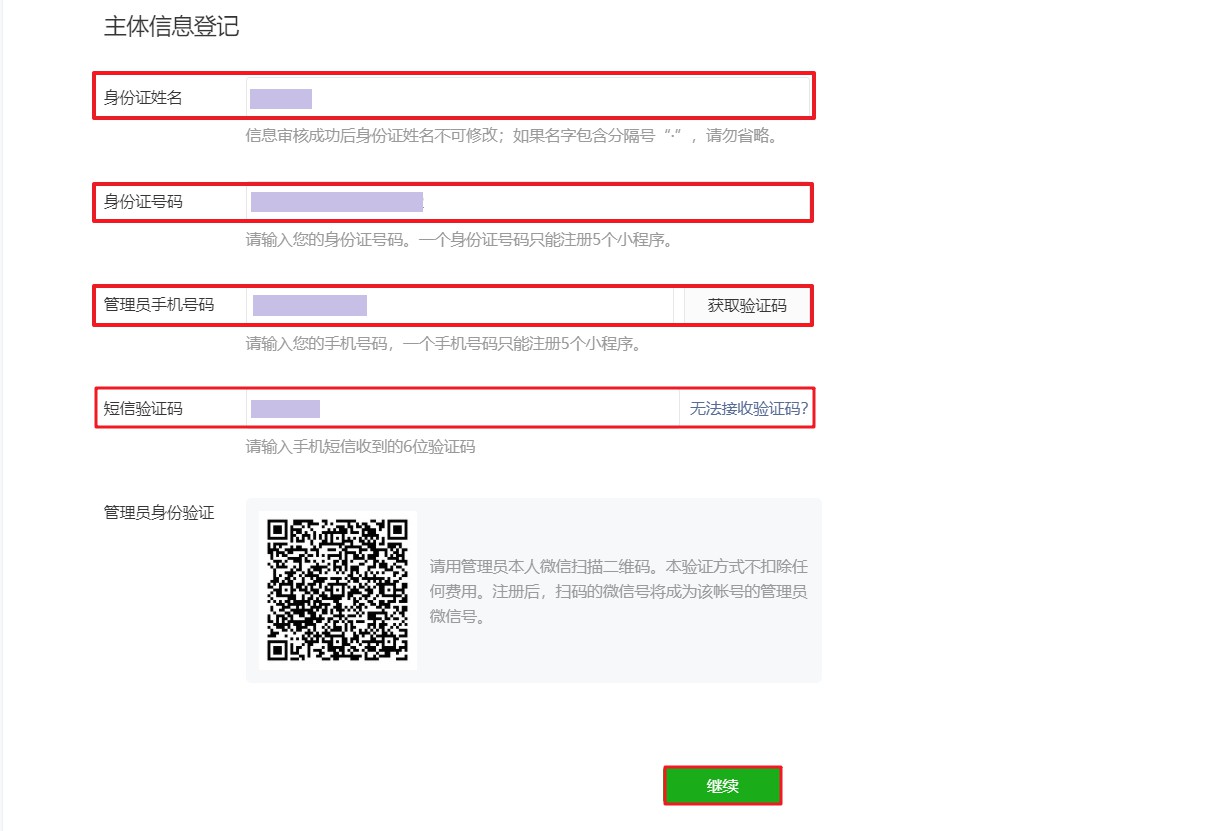 主体信息登记
身份证姓名
信息审核成功后身份证姓名不可修改；如果名字包含分隔号“·”，请勿省略。
身份证号码
请输入您的身份证号码。一个身份证号码只能注册5个小程序。
管理员手机号码
获取验证码
请输入您的手机号码，一个手机号码只能注册5个小程序。
短信验证码
无法接收验证码?
请输入手机短信收到的6位验证码
管理员身份验证
请用管理员本人微信扫描二维码。本验证方式不扣除任
何费用。注册后，扫码的微信号将成为该帐号的管理员
微信号。
继续